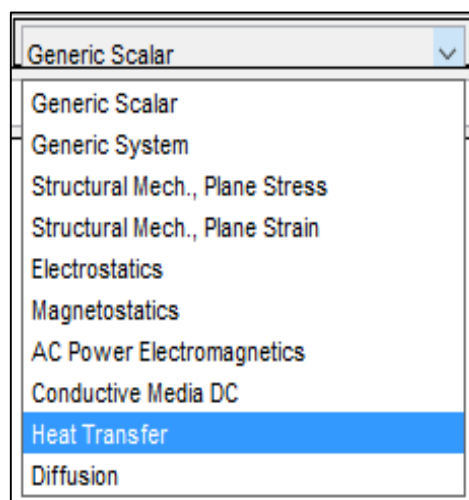 Generic Scalar
Generic Scalar
Generic System
Structural Mech., Plane Stress
Structural Mech., Plane Strain
Electrostatics
Magnetostatics
AC Power Electromagnetics
Conductive Media DC
Heat Transfer
Diffusion